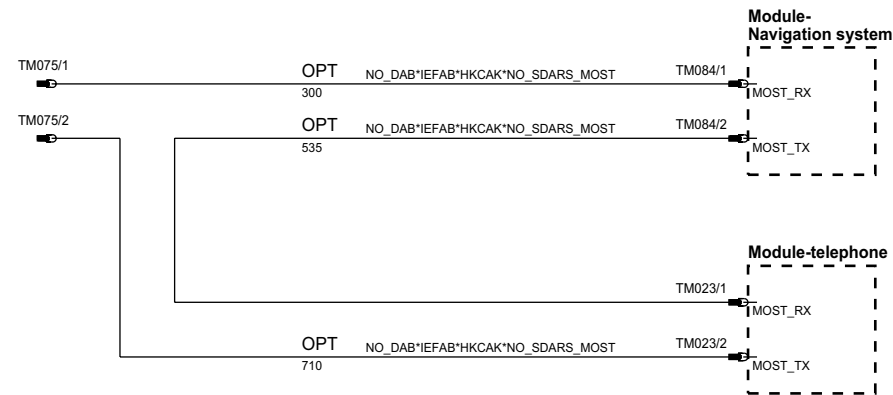 Module-
Navigation system
TM075/1
OPT
NO_DAB*IEFAB*HKCAK*NO_SDARS_MOST
TM084/1
300
MOST_RX
TM075/2
OPT
NO_DAB*IEFAB*HKCAK*NO_SDARS_MOST
TM084/2
535
MOST_TX
Module-telephone
TM023/1
MOST_RX
OPT
NO_DAB*IEFAB*HKCAK*NO_SDARS_MOST
TM023/2
710
MOST_TX